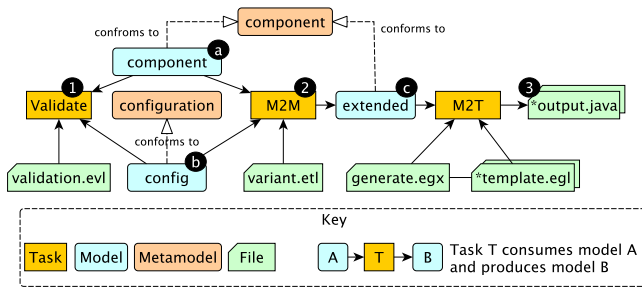 component
confroms to
conforms to
component
a
1
2
c
3
Validate
configuration
M2M
extended
M2T
*output.java
conforms to
b
validation.evl
config
variant.etl
generate.egx
*template.egl
Key
Task
Model
Metamodel
File
A
T
B
Task T consumes model A
and produces model B